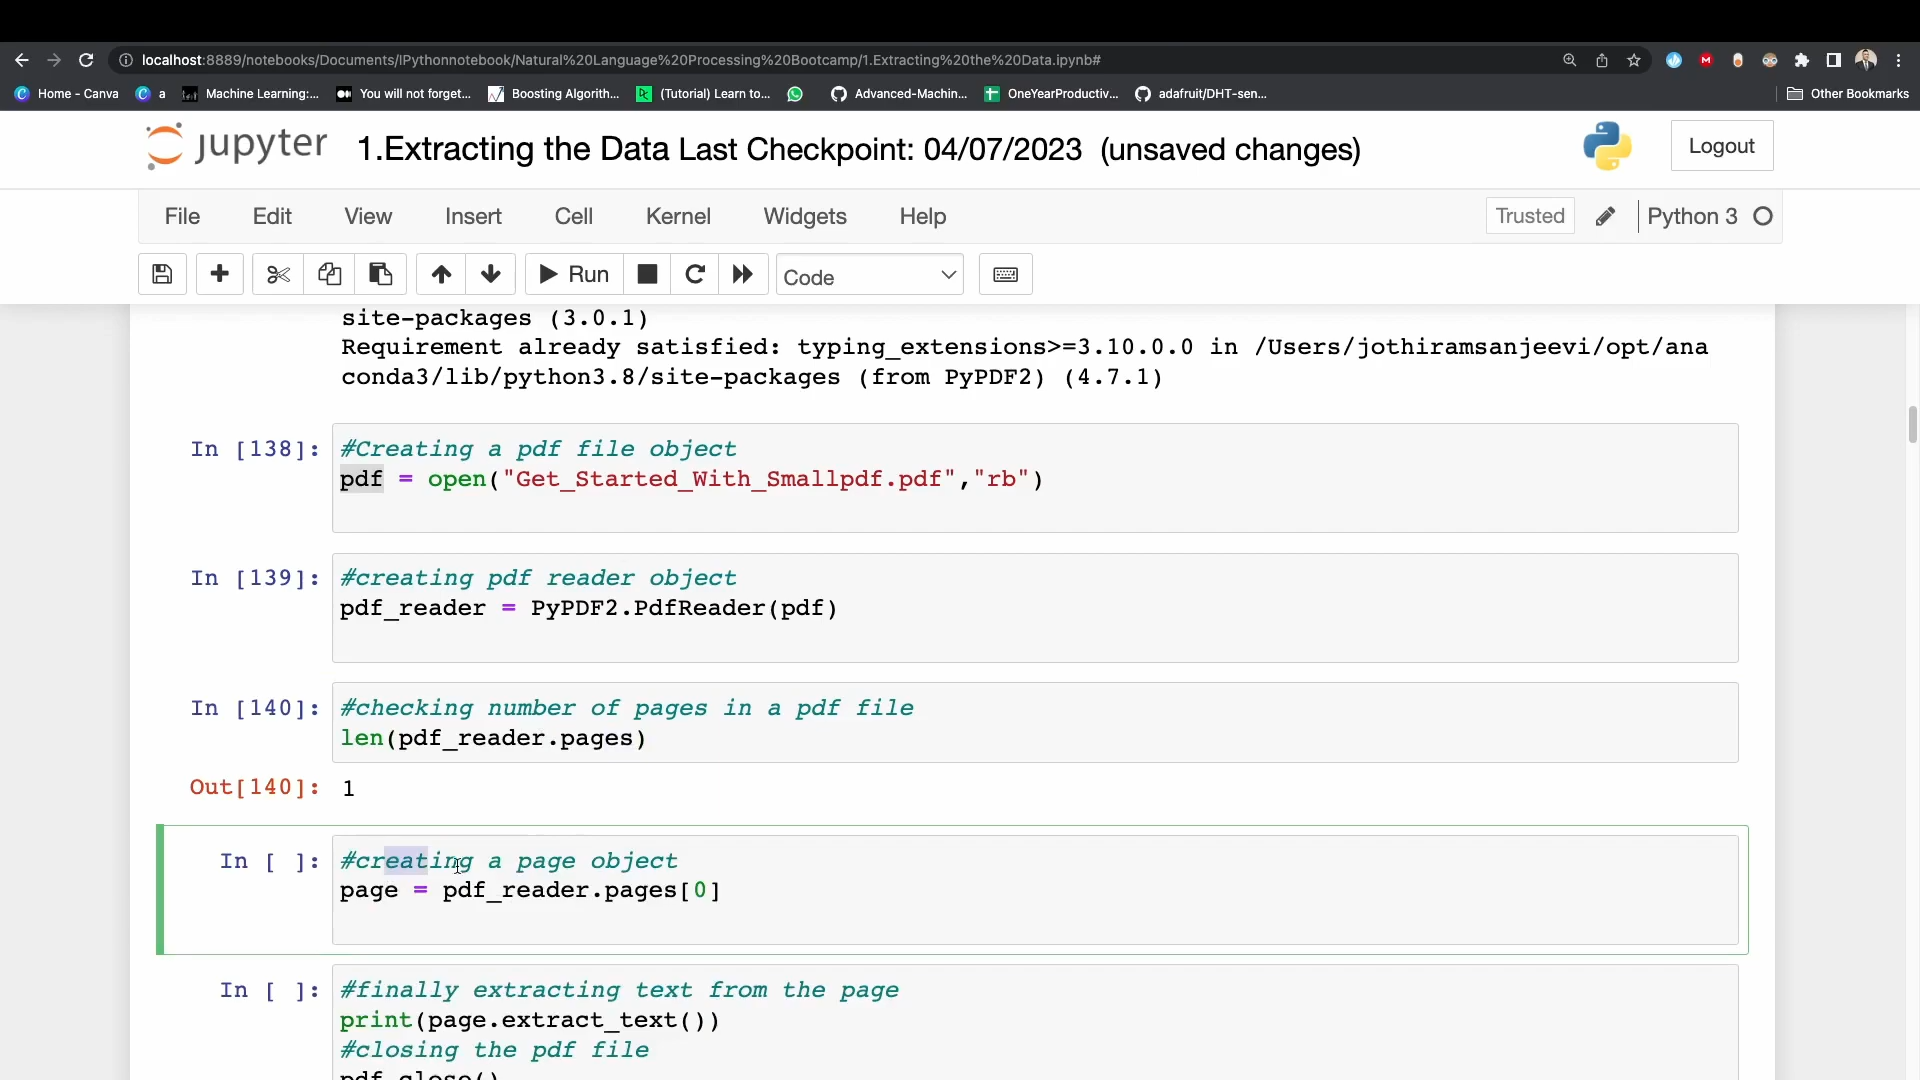 localhost:8889/notebooks/Documents/IPythonnotebook/Natural%20Language%20Processing%20Bootcamp/1.Extracting%20the%20Data.ipynb#
Home - Canva a Machine Learning:... You will not forget... Boosting Algorith... (Tutorial) Learn to... Advanced-Machin... OneYearProductiv... adafruit/DHT-sen... Other Bookmarks
jupyter 1.Extracting the Data Last Checkpoint: 04/07/2023 (unsaved changes) Logout
File Edit View Insert Cell Kernel Widgets Help Trusted Python 3
Run Code
site-packages (3.0.1)
Requirement already satisfied: typing_extensions>=3.10.0.0 in /Users/jothiramsanjeevi/opt/ana
conda3/lib/python3.8/site-packages (from PyPDF2) (4.7.1)
In [138]: #Creating a pdf file object
pdf = open("Get_Started_With_Smallpdf.pdf","rb")
In [139]: #creating pdf reader object
pdf_reader = PyPDF2.PdfReader(pdf)
In [140]: #checking number of pages in a pdf file
len(pdf_reader.pages)
Out[140]: 1
In [ ]: #creating a page object
page = pdf_reader.pages[0]
In [ ]: #finally extracting text from the page
print(page.extract_text())
#closing the pdf file
pdf.close()